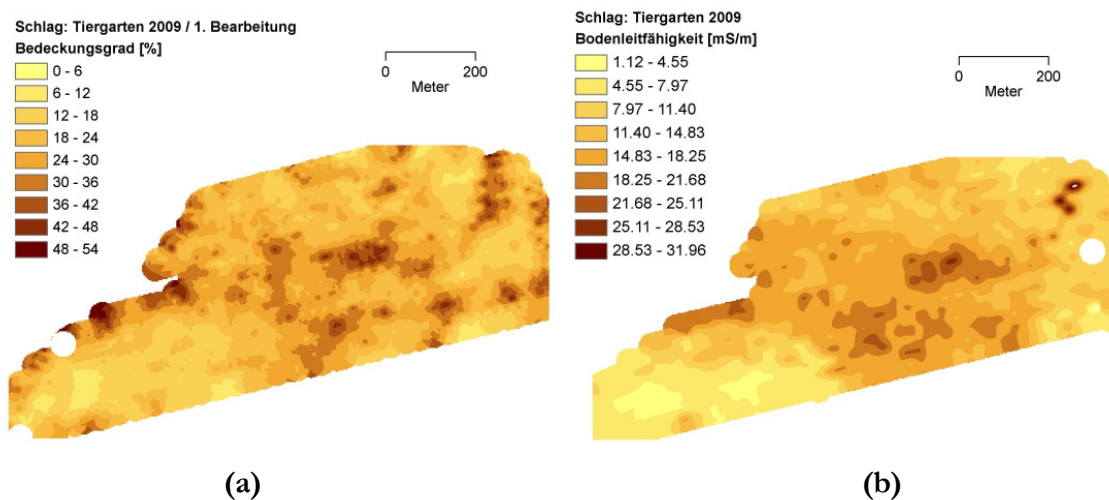 Schlag: Tiergarten 2009 / 1. Bearbeitung
Bedeckungsgrad [%]
0 - 6
6 - 12
12 - 18
18 - 24
24 - 30
30 - 36
36 - 42
42 - 48
48 - 54
0 200
Meter
(a)
Schlag: Tiergarten 2009
Bodenleitfähigkeit [mS/m]
1.12 - 4.55
4.55 - 7.97
7.97 - 11.40
11.40 - 14.83
14.83 - 18.25
18.25 - 21.68
21.68 - 25.11
25.11 - 28.53
28.53 - 31.96
0 200
Meter
(b)